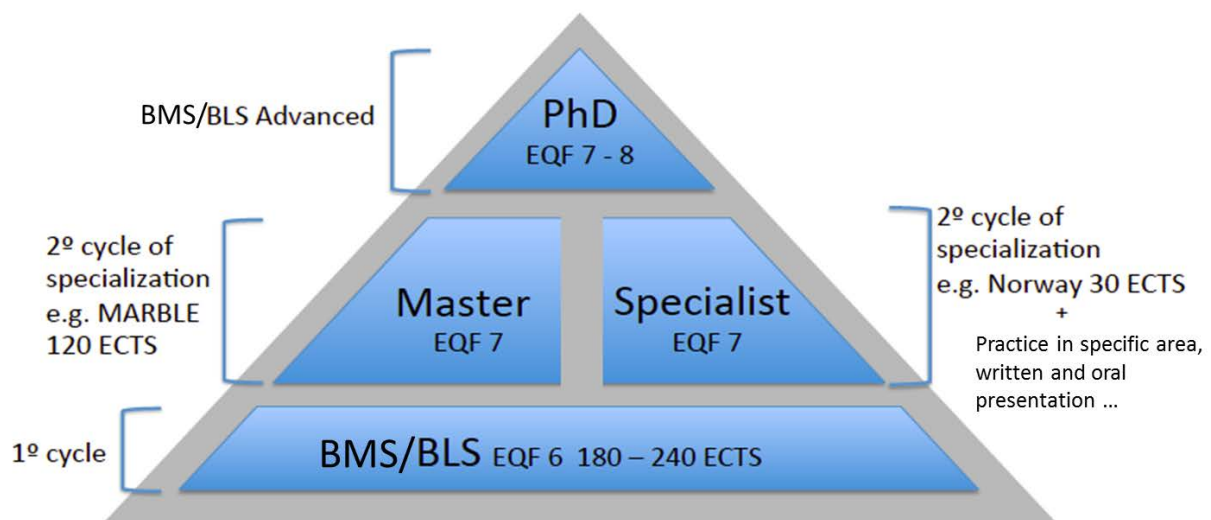 PhD
EQF 7 - 8
BMS/BLS Advanced
2º cycle of
specialization
e.g. MARBLE
120 ECTS
Master
EQF 7
Specialist
EQF 7
2º cycle of
specialization
e.g. Norway 30 ECTS
+
Practice in specific area,
written and oral
presentation ...
1º cycle
BMS/BLS EQF 6 180 – 240 ECTS